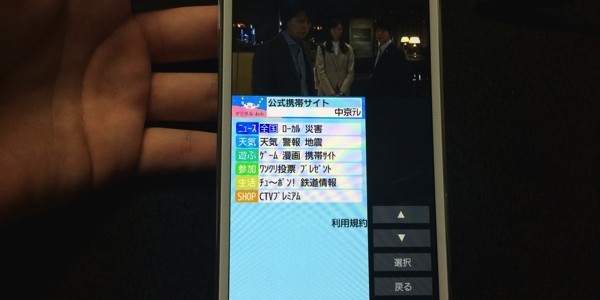 公式携帯サイト
中京ﾃﾚ
ﾆｭｰｽ 全国 ﾛｰｶﾙ 災害
天気 天気 警報 地震
遊ぶ ｹﾞｰﾑ 漫画 携帯ｻｲﾄ
参加 ﾜﾝｸﾘ投票 ﾌﾟﾚｾﾞﾝﾄ
生活 ﾁｭ〜ﾎﾞﾝ! 鉄道情報
SHOP CTVﾌﾟﾚﾐｱﾑ
利用規約
▲
▼
選択
戻る